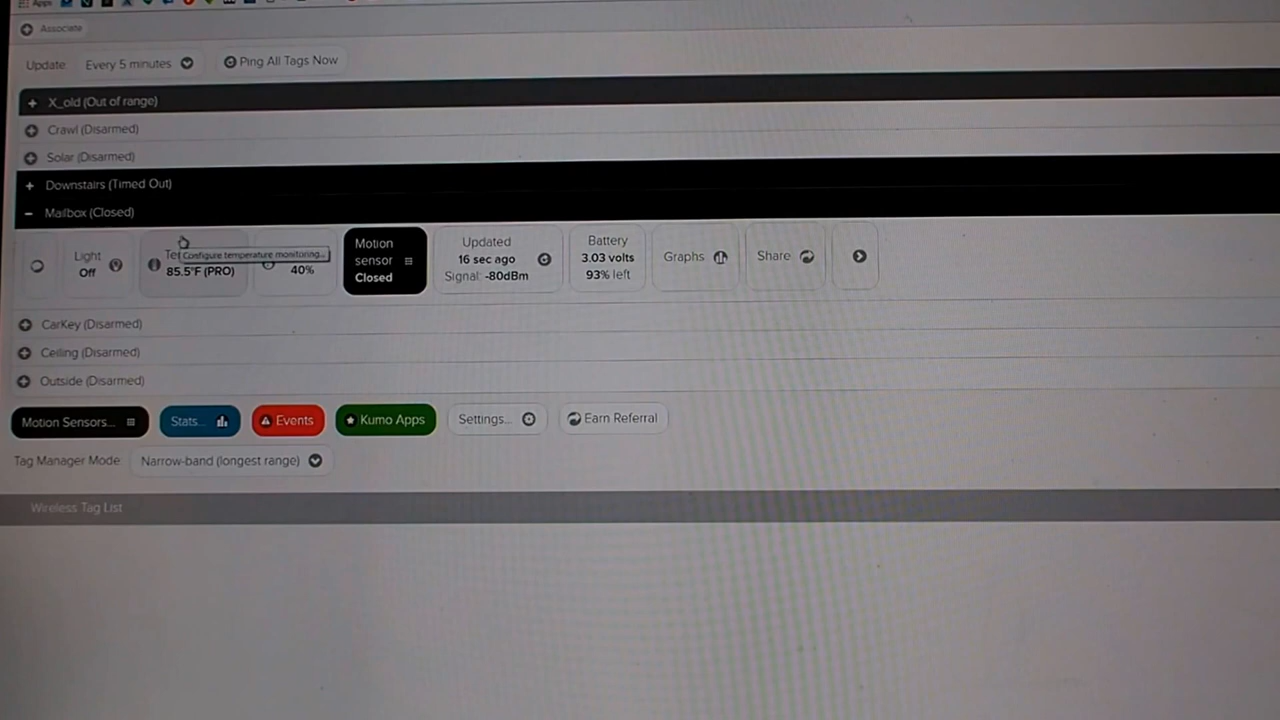 Apps
Associate
Update: Every 5 minutes Ping All Tags Now
X_old (Out of range)
Crawl (Disarmed)
Solar (Disarmed)
Downstairs (Timed Out)
Mailbox (Closed)
Light
Off
Configure temperature monitoring...
85.5°F (PRO)
40%
Motion
sensor
Closed
Updated
16 sec ago
Signal: -80dBm
Battery
3.03 volts
93% left
Graphs
Share
CarKey (Disarmed)
Ceiling (Disarmed)
Outside (Disarmed)
Motion Sensors... Stats... Events Kumo Apps Settings... Earn Referral
Tag Manager Mode: Narrow-band (longest range)
Wireless Tag List